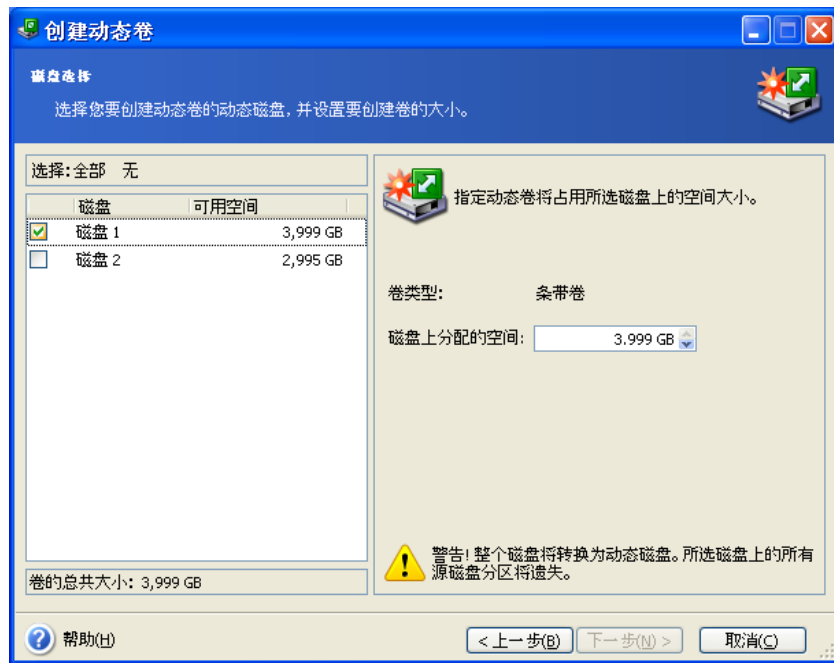 创建动态卷
磁盘选择
选择您要创建动态卷的动态磁盘,并设置要创建卷的大小。
选择:全部 无
磁盘 可用空间
磁盘 1 3,999 GB
磁盘 2 2,995 GB
卷的总共大小: 3,999 GB
指定动态卷将占用所选磁盘上的空间大小。
卷类型: 条带卷
磁盘上分配的空间: 3.999 GB
警告! 整个磁盘将转换为动态磁盘。所选磁盘上的所有
源磁盘分区将遗失。
帮助(H)
< 上一步(B) 下一步(N) > 取消(C)